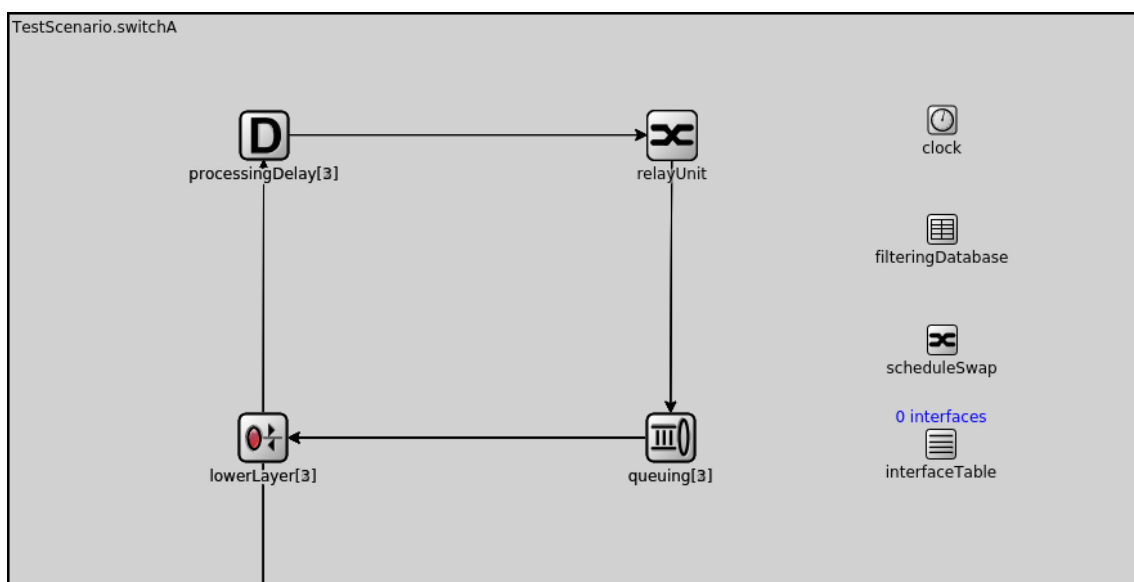 TestScenario.switchA
D
processingDelay[3]
relayUnit
clock
filteringDatabase
scheduleSwap
0 interfaces
lowerLayer[3]
queuing[3]
interfaceTable